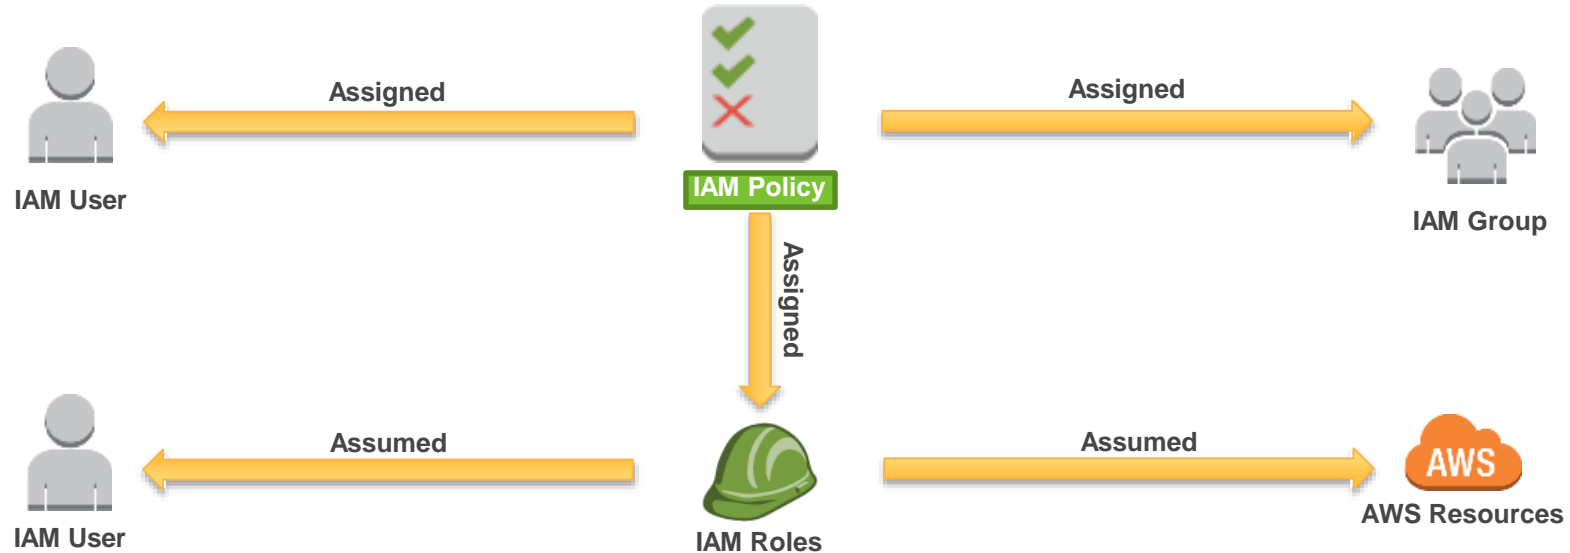 Assigned
Assigned
IAM User
IAM Policy
IAM Group
Assigned
Assumed
Assumed
AWS
IAM User
IAM Roles
AWS Resources